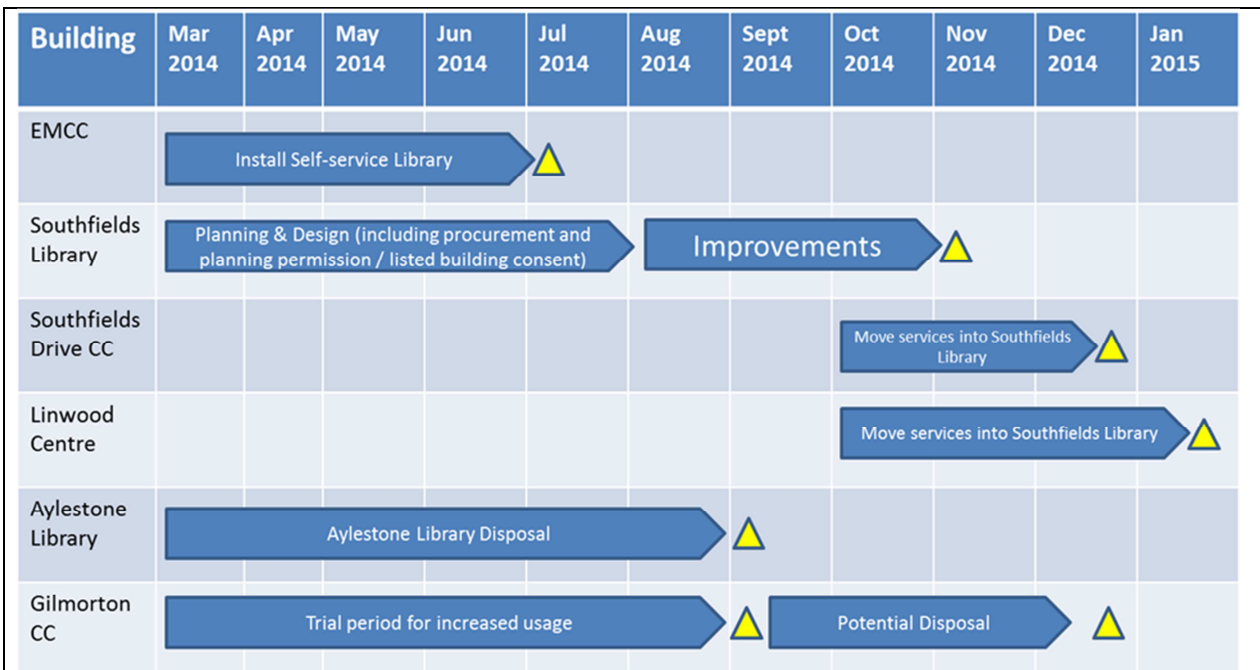 Building
Mar
2014
Apr
2014
May
2014
Jun
2014
Jul
2014
Aug
2014
Sept
2014
Oct
2014
Nov
2014
Dec
2014
Jan
2015
EMCC
Install Self-service Library
Southfields
Library
Planning & Design (including procurement and
planning permission / listed building consent)
Improvements
Southfields
Drive CC
Move services into Southfields
Library
Linwood
Centre
Move services into Southfields Library
Aylestone
Library
Aylestone Library Disposal
Gilmorton
CC
Trial period for increased usage
Potential Disposal